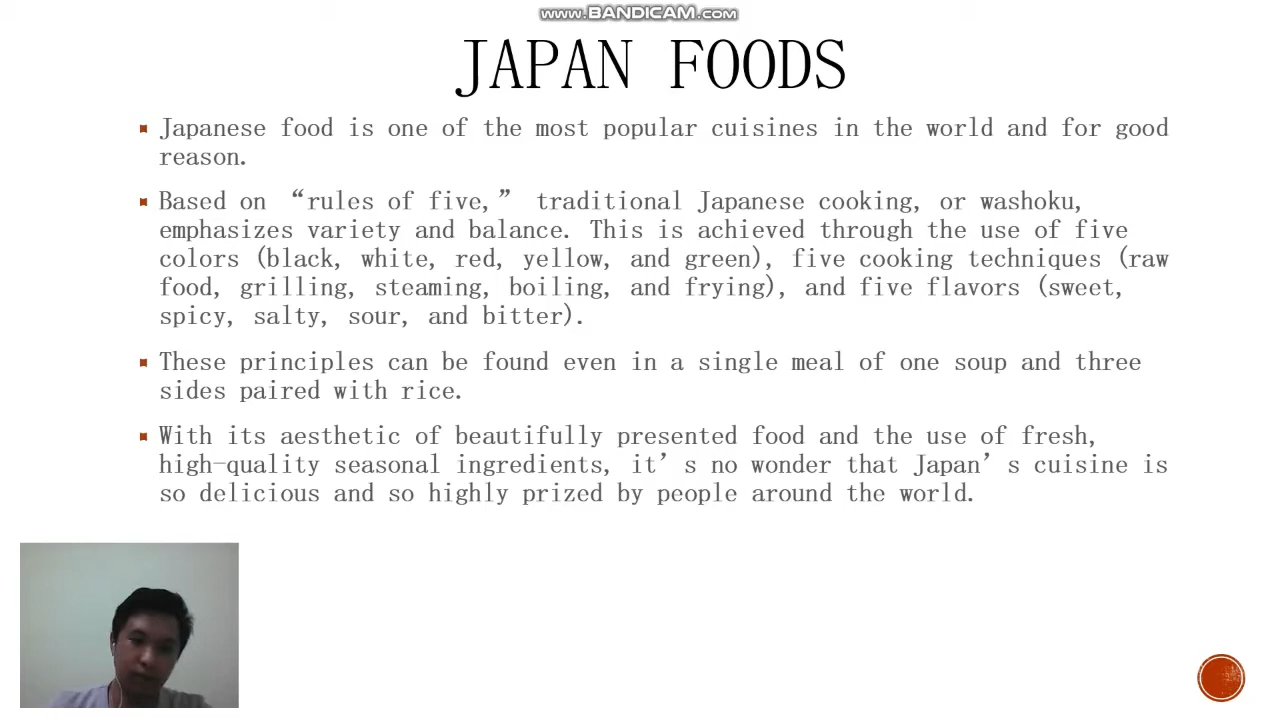 www.BANDICAM.com
JAPAN FOODS
Japanese food is one of the most popular cuisines in the world and for good
reason.
Based on “rules of five,” traditional Japanese cooking, or washoku,
emphasizes variety and balance. This is achieved through the use of five
colors (black, white, red, yellow, and green), five cooking techniques (raw
food, grilling, steaming, boiling, and frying), and five flavors (sweet,
spicy, salty, sour, and bitter).
These principles can be found even in a single meal of one soup and three
sides paired with rice.
With its aesthetic of beautifully presented food and the use of fresh,
high-quality seasonal ingredients, it’s no wonder that Japan’s cuisine is
so delicious and so highly prized by people around the world.